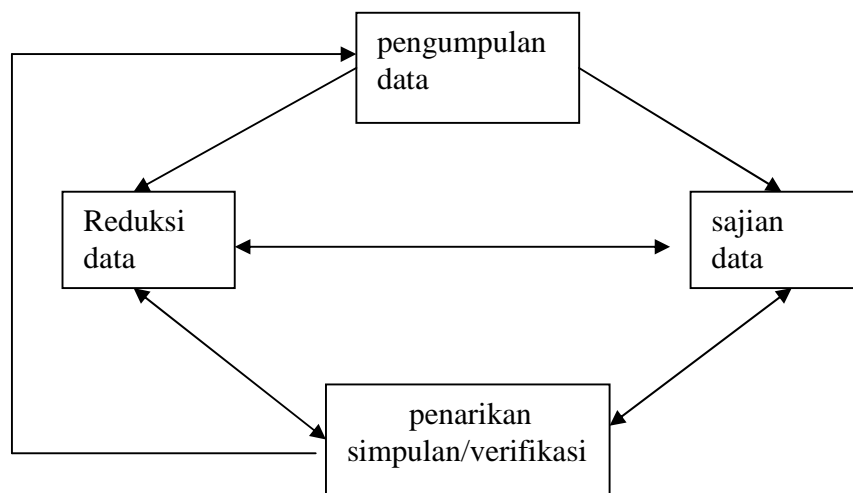 pengumpulan
data
Reduksi
data
sajian
data
penarikan
simpulan/verifikasi